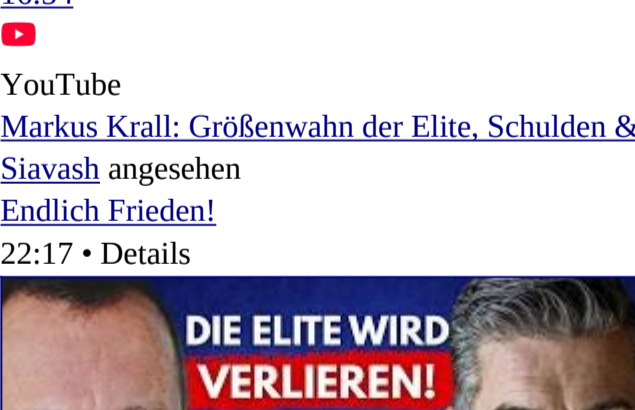 YouTube
Markus Krall: Größenwahn der Elite, Schulden &
Siavash angesehen
Endlich Frieden!
22:17 • Details
DIE ELITE WIRD
VERLIEREN!